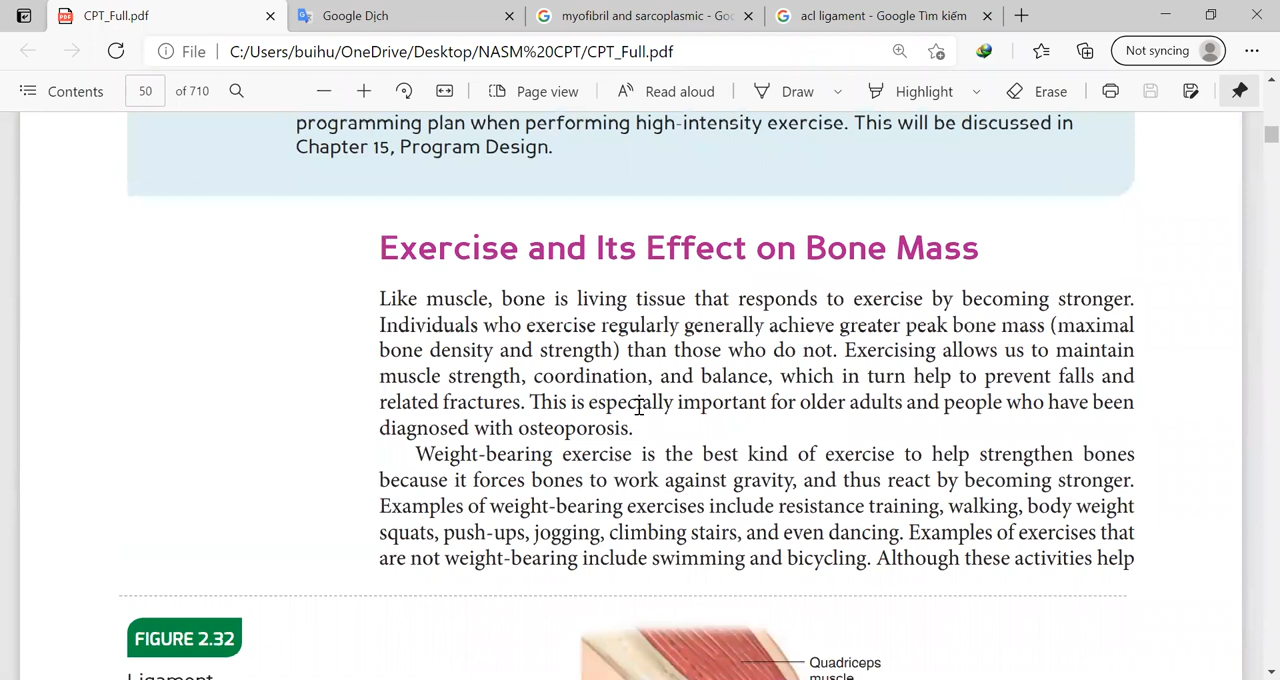 CPT_Full.pdf
Google Dịch
myofibril and sarcoplasmic - Goo
acl ligament - Google Tìm kiếm
File
C:/Users/buihu/OneDrive/Desktop/NASM%20CPT/CPT_Full.pdf
Not syncing
Contents
50 of 710
Page view
Read aloud
Draw
Highlight
Erase
programming plan when performing high-intensity exercise. This will be discussed in
Chapter 15, Program Design.
Exercise and Its Effect on Bone Mass
Like muscle, bone is living tissue that responds to exercise by becoming stronger.
Individuals who exercise regularly generally achieve greater peak bone mass (maximal
bone density and strength) than those who do not. Exercising allows us to maintain
muscle strength, coordination, and balance, which in turn help to prevent falls and
related fractures. This is especially important for older adults and people who have been
diagnosed with osteoporosis.
Weight-bearing exercise is the best kind of exercise to help strengthen bones
because it forces bones to work against gravity, and thus react by becoming stronger.
Examples of weight-bearing exercises include resistance training, walking, body weight
squats, push-ups, jogging, climbing stairs, and even dancing. Examples of exercises that
are not weight-bearing include swimming and bicycling. Although these activities help
FIGURE 2.32
Ligament
Quadriceps
muscle